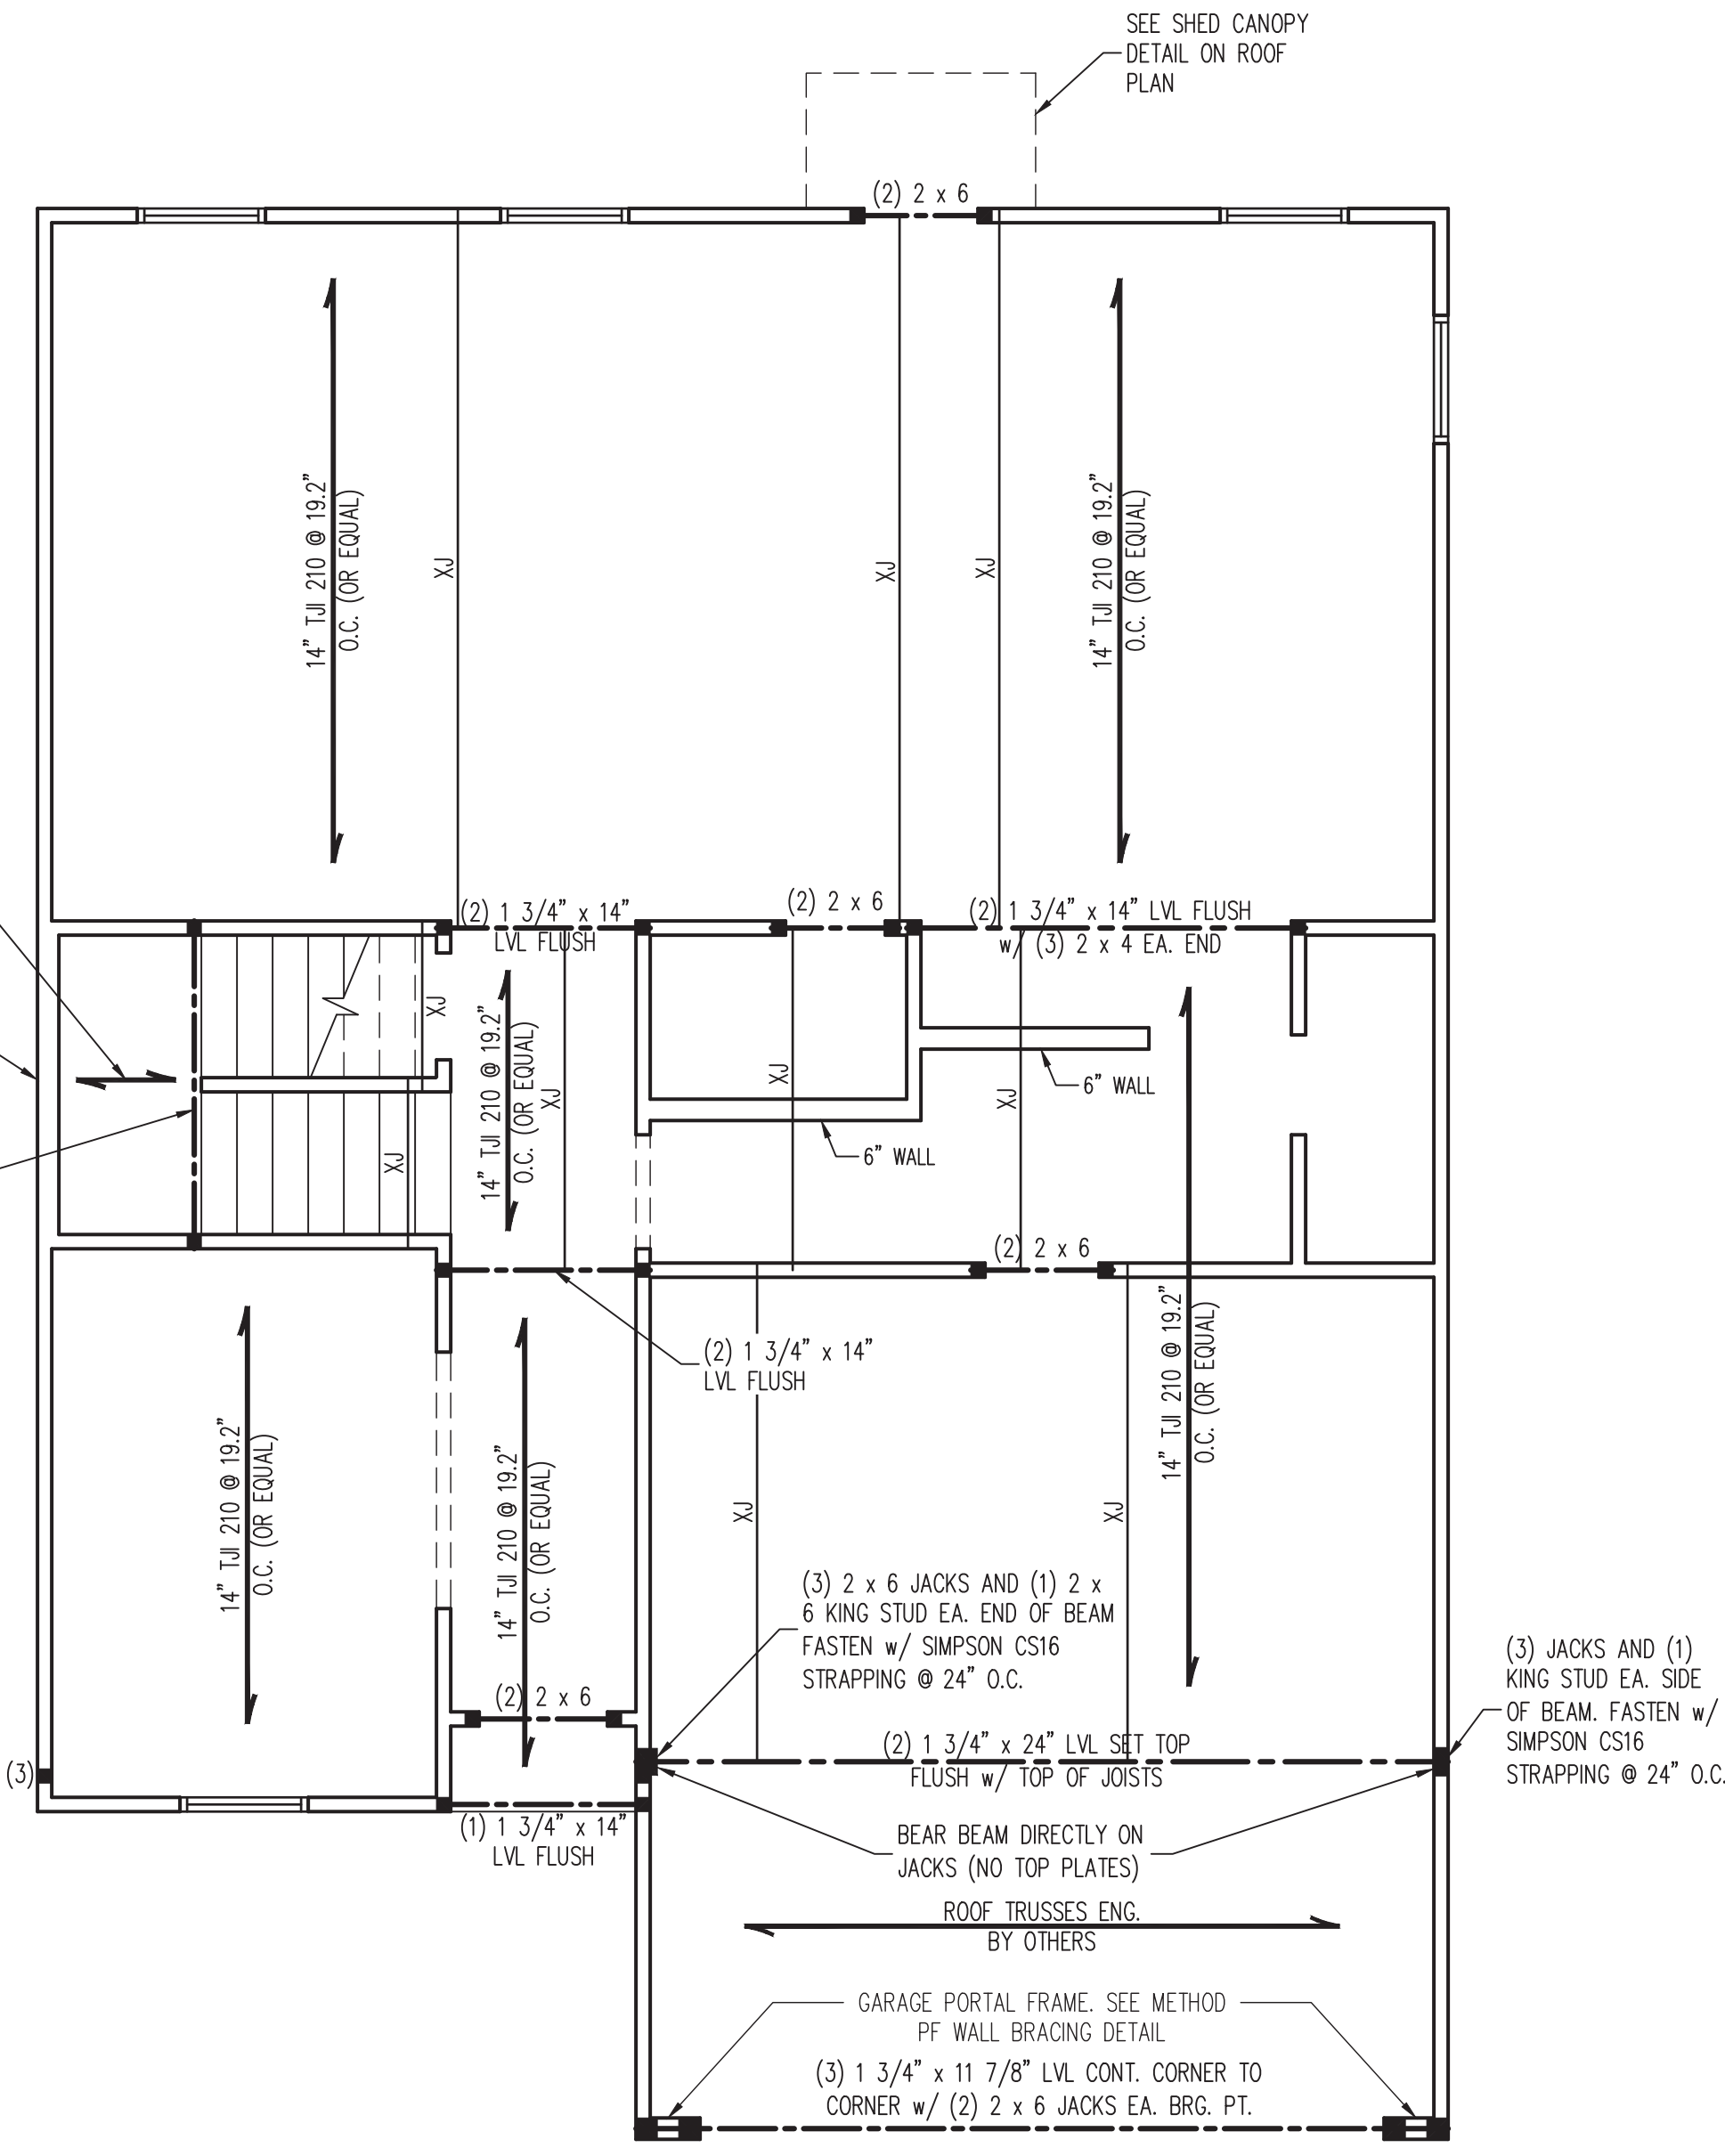 SEE SHED CANOPY
DETAIL ON ROOF
PLAN
(2) 2 x 6
14" TJI 210 @ 19.2"
O.C. (OR EQUAL)
XJ
XJ
XJ
14" TJI 210 @ 19.2"
O.C. (OR EQUAL)
(2) 1 3/4" x 14"
LVL FLUSH
(2) 2 x 6
(2) 1 3/4" x 14" LVL FLUSH
w/ (3) 2 x 4 EA. END
XJ
XJ
14" TJI 210 @ 19.2"
O.C. (OR EQUAL)
XJ
XJ
XJ
6" WALL
6" WALL
(2) 2 x 6
(2) 1 3/4" x 14"
LVL FLUSH
14" TJI 210 @ 19.2"
O.C. (OR EQUAL)
14" TJI 210 @ 19.2"
O.C. (OR EQUAL)
14" TJI 210 @ 19.2"
O.C. (OR EQUAL)
XJ
XJ
(3) 2 x 6 JACKS AND (1) 2 x
6 KING STUD EA. END OF BEAM
FASTEN w/ SIMPSON CS16
STRAPPING @ 24" O.C.
(3) JACKS AND (1)
KING STUD EA. SIDE
OF BEAM. FASTEN w/
SIMPSON CS16
STRAPPING @ 24" O.C.
(2) 2 x 6
(2) 1 3/4" x 24" LVL SET TOP
FLUSH w/ TOP OF JOISTS
(3)
(1) 1 3/4" x 14"
LVL FLUSH
BEAR BEAM DIRECTLY ON
JACKS (NO TOP PLATES)
ROOF TRUSSES ENG.
BY OTHERS
GARAGE PORTAL FRAME. SEE METHOD
PF WALL BRACING DETAIL
(3) 1 3/4" x 11 7/8" LVL CONT. CORNER TO
CORNER w/ (2) 2 x 6 JACKS EA. BRG. PT.